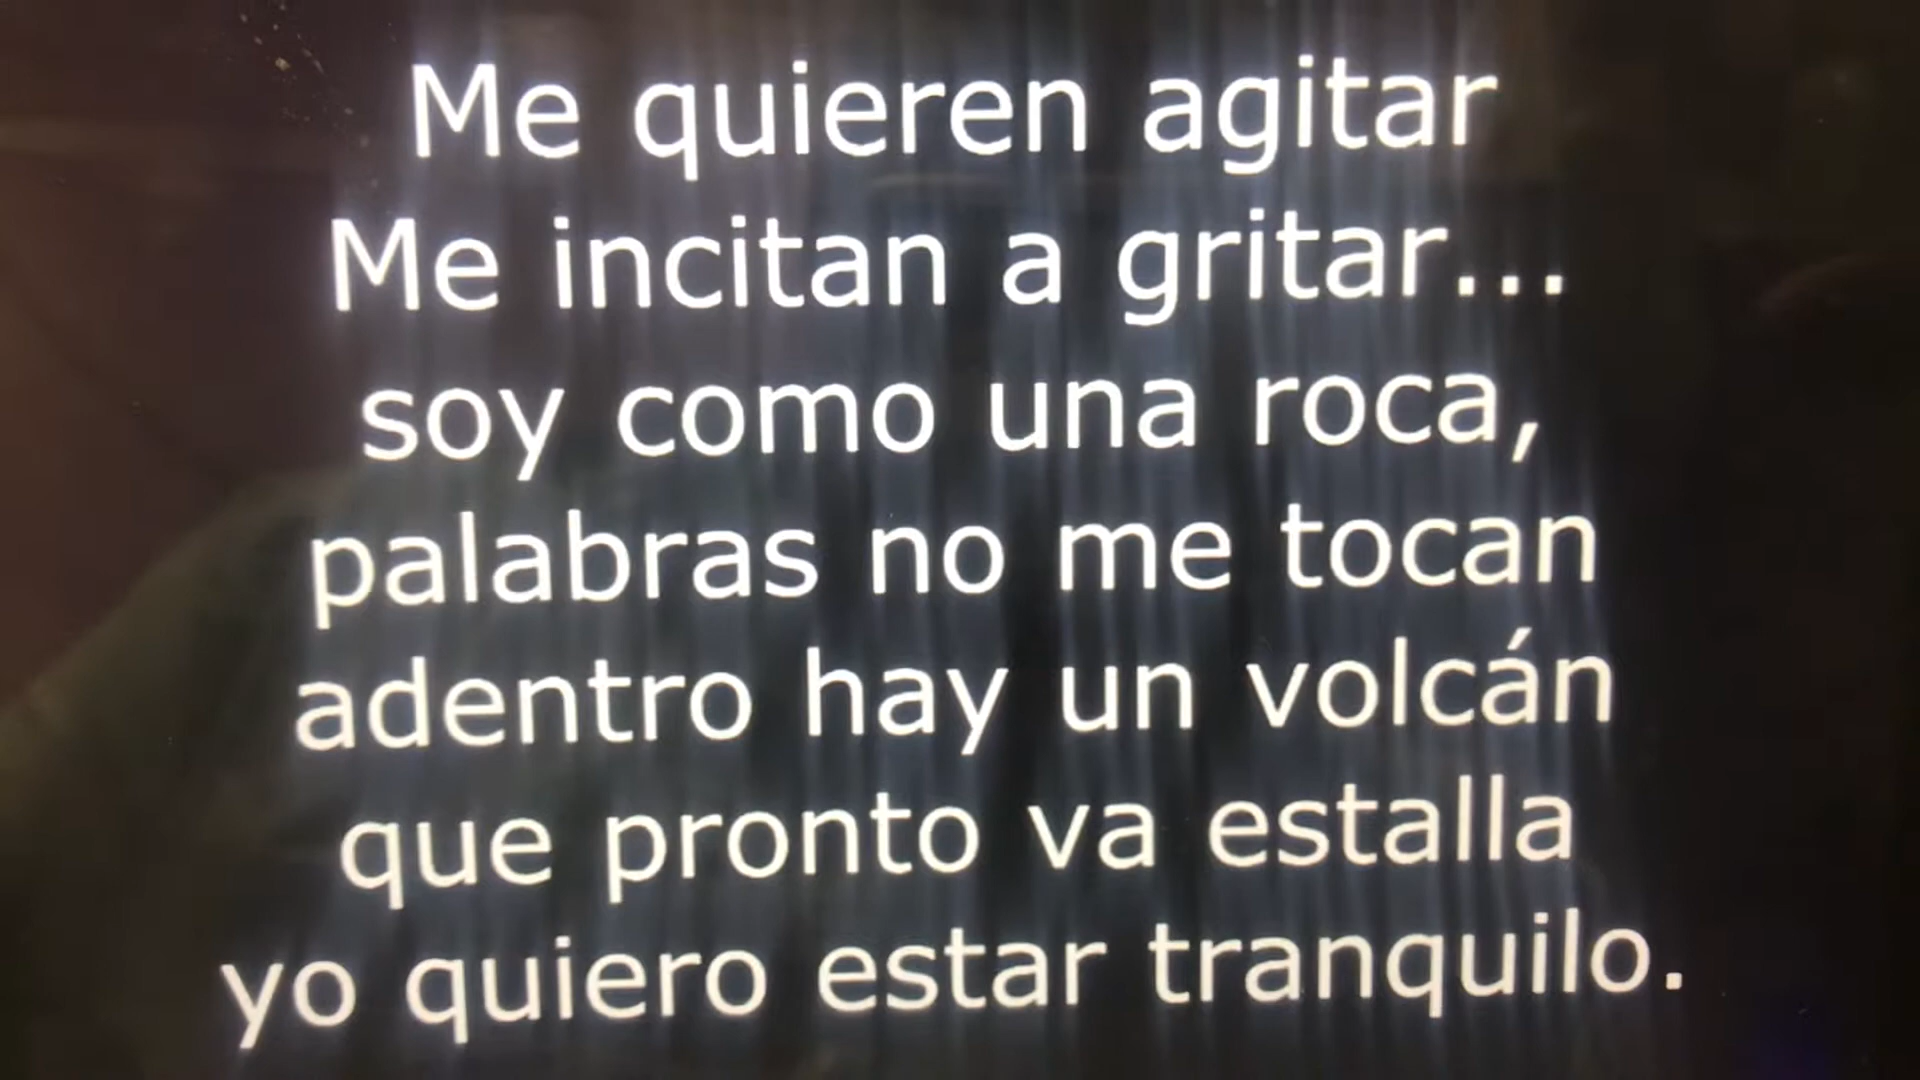 Me quieren agitar
Me incitan a gritar...
soy como una roca,
palabras no me tocan
adentro hay un volcán
que pronto va estalla
yo quiero estar tranquilo.